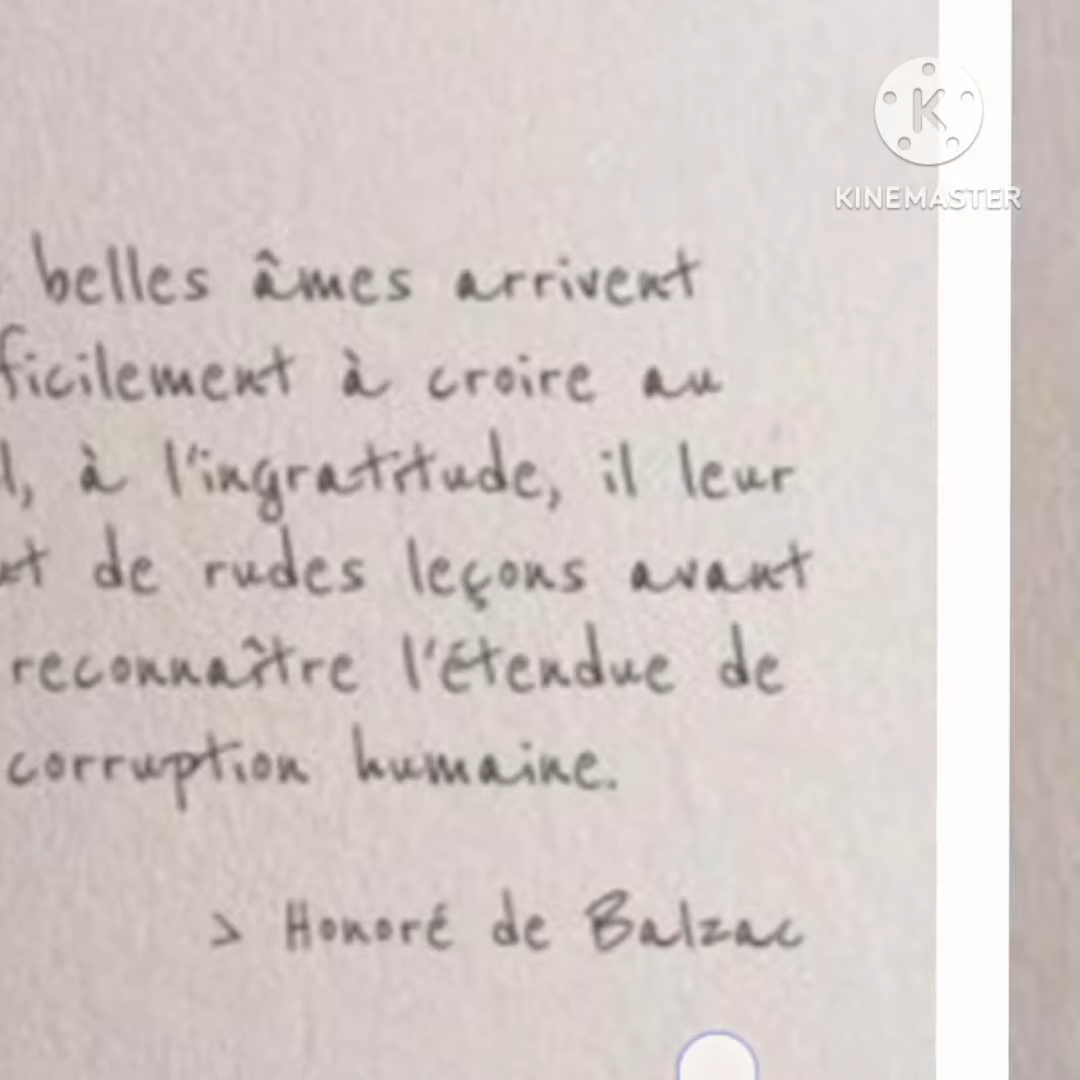 KINEMASTER
belles âmes arrivent
ficilement à croire au
l, à l'ingratitude, il leur
ut de rudes leçons avant
reconnaître l'étendue de
corruption humaine.
> Honoré de Balzac